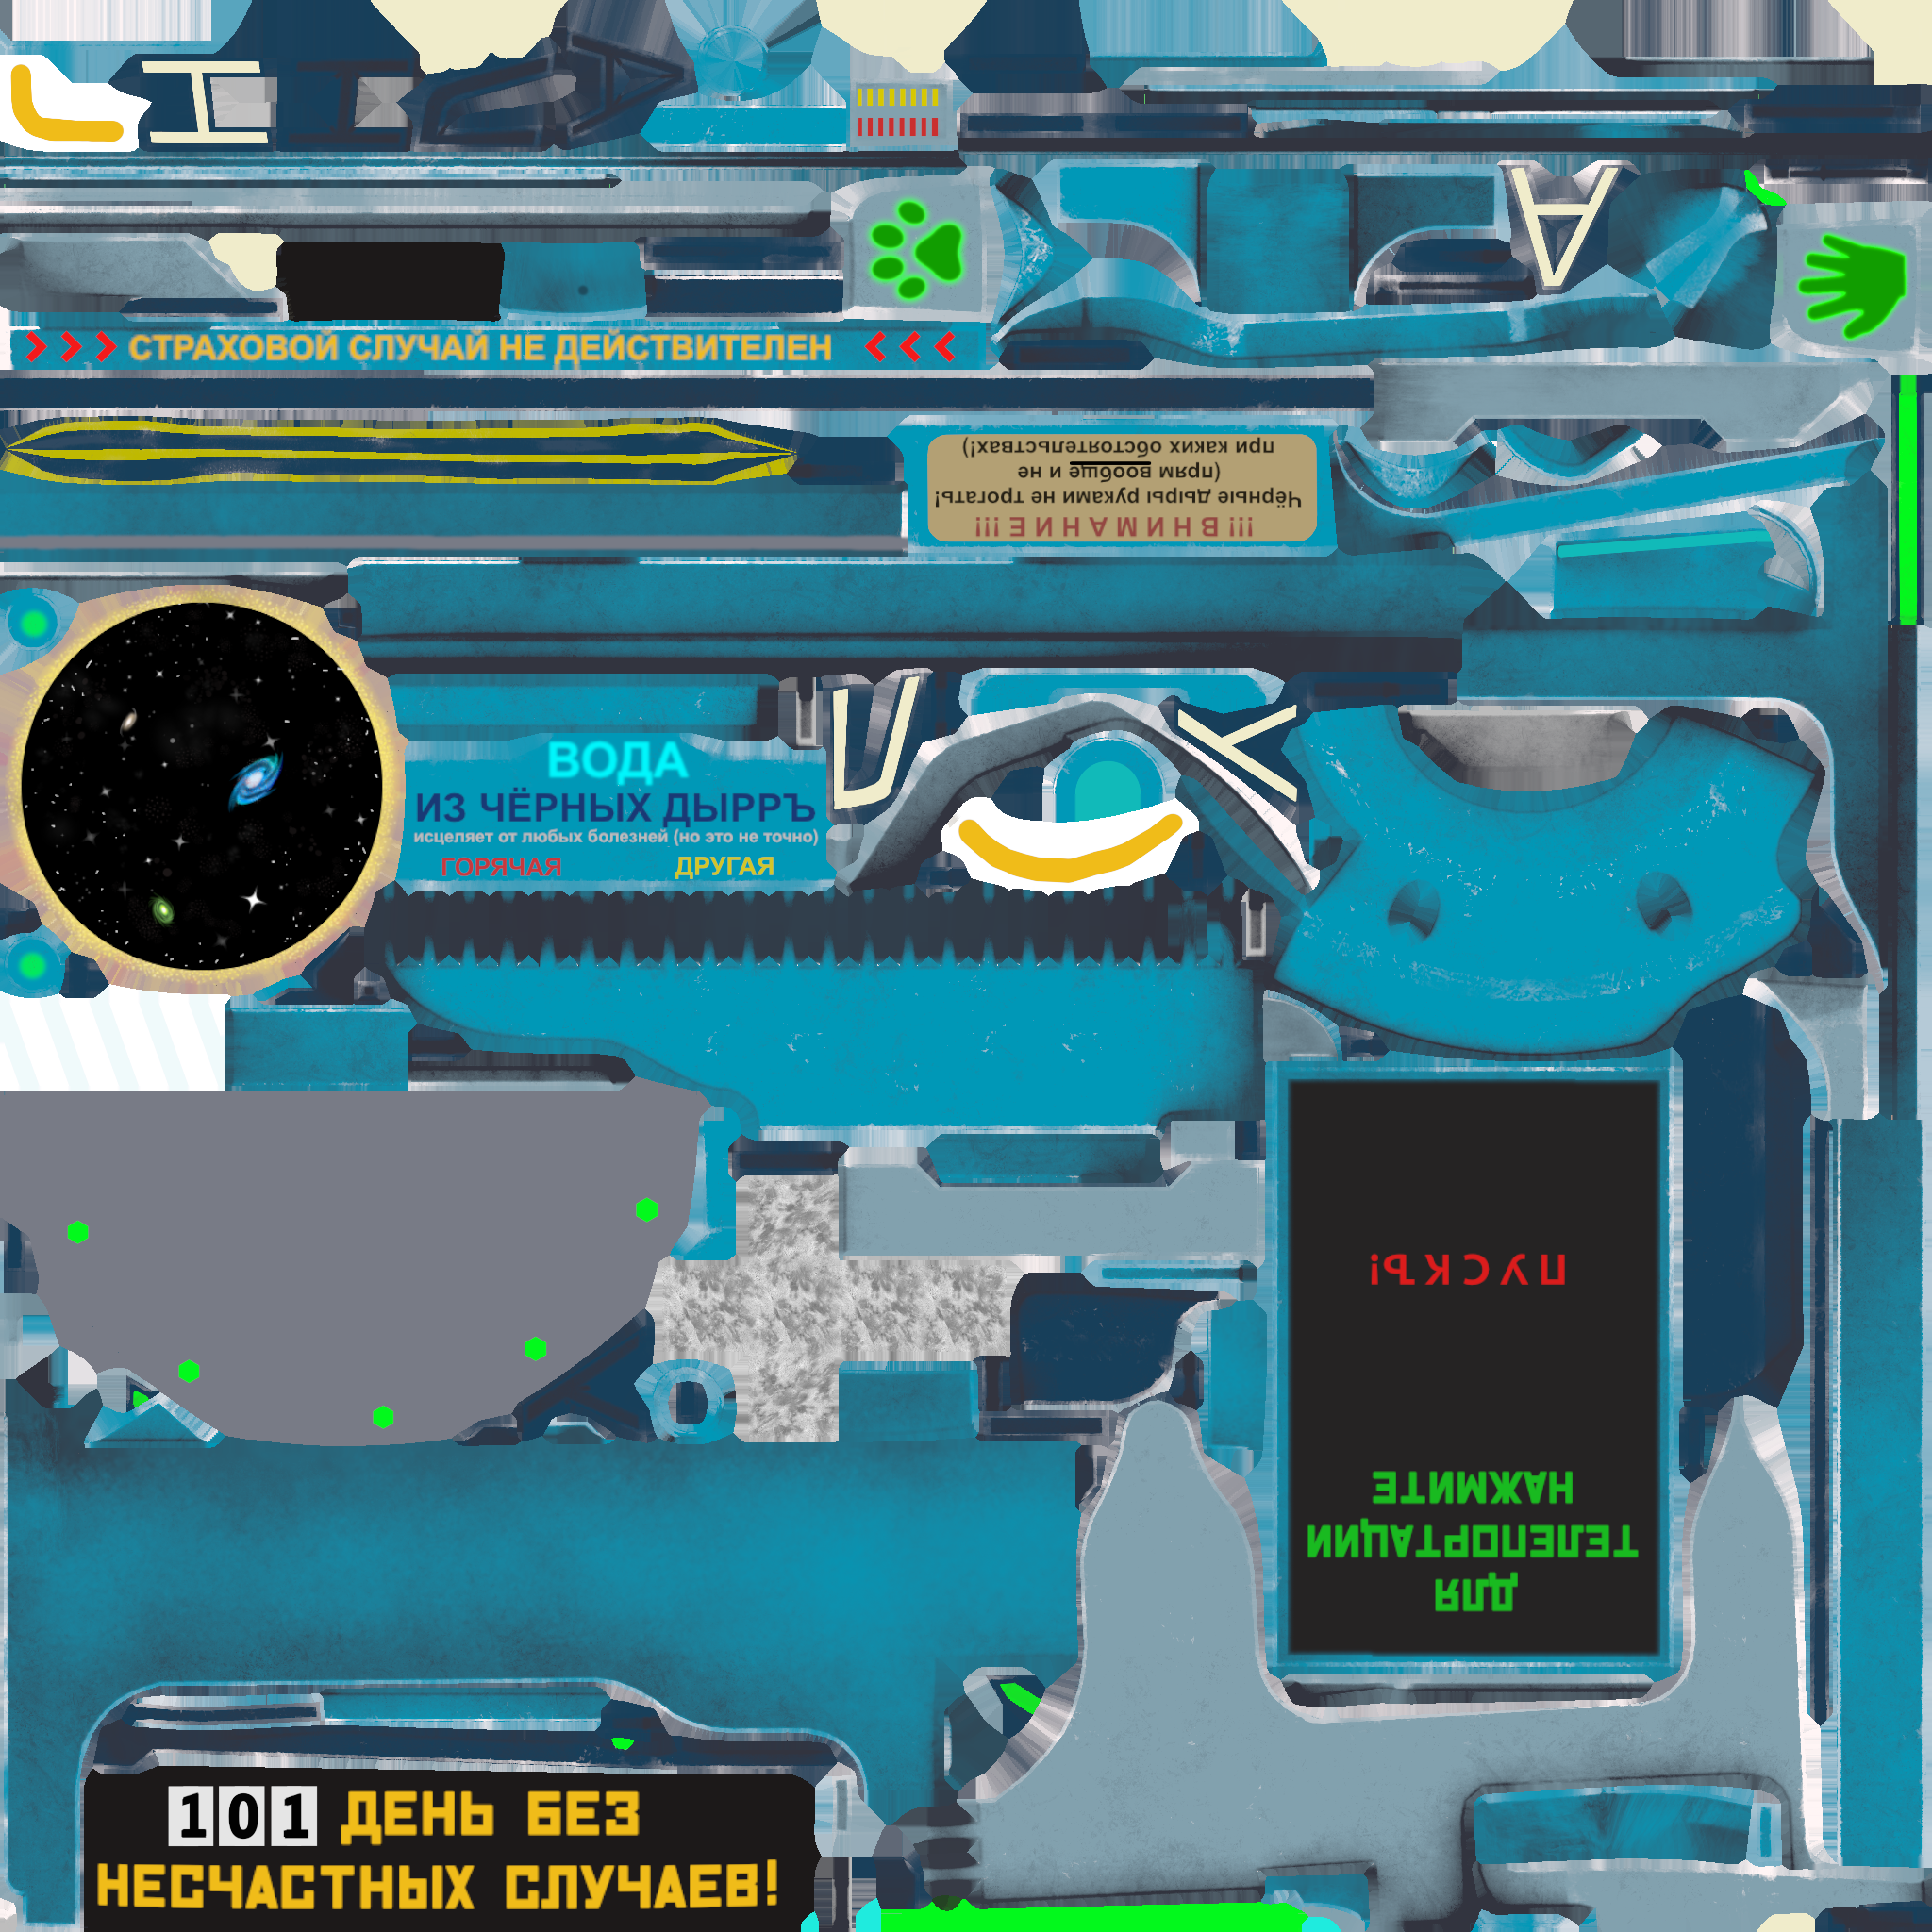 СТРАХОВОЙ СЛУЧАЙ НЕ ДЕЙСТВИТЕЛЕН
!!! ВНИМАНИЕ !!!
Чёрные дыры руками не трогать!
(прям вообще и не
при каких обстоятельствах!)
ВОДА
ИЗ ЧЁРНЫХ ДЫРРЪ
исцеляет от любых болезней (но это не точно)
ГОРЯЧАЯ ДРУГАЯ
ДЛЯ
ТЕЛЕПОРТАЦИИ
НАЖМИТЕ
ПУСКЪ!
101 ДЕНЬ БЕЗ
НЕСЧАСТНЫХ СЛУЧАЕВ!